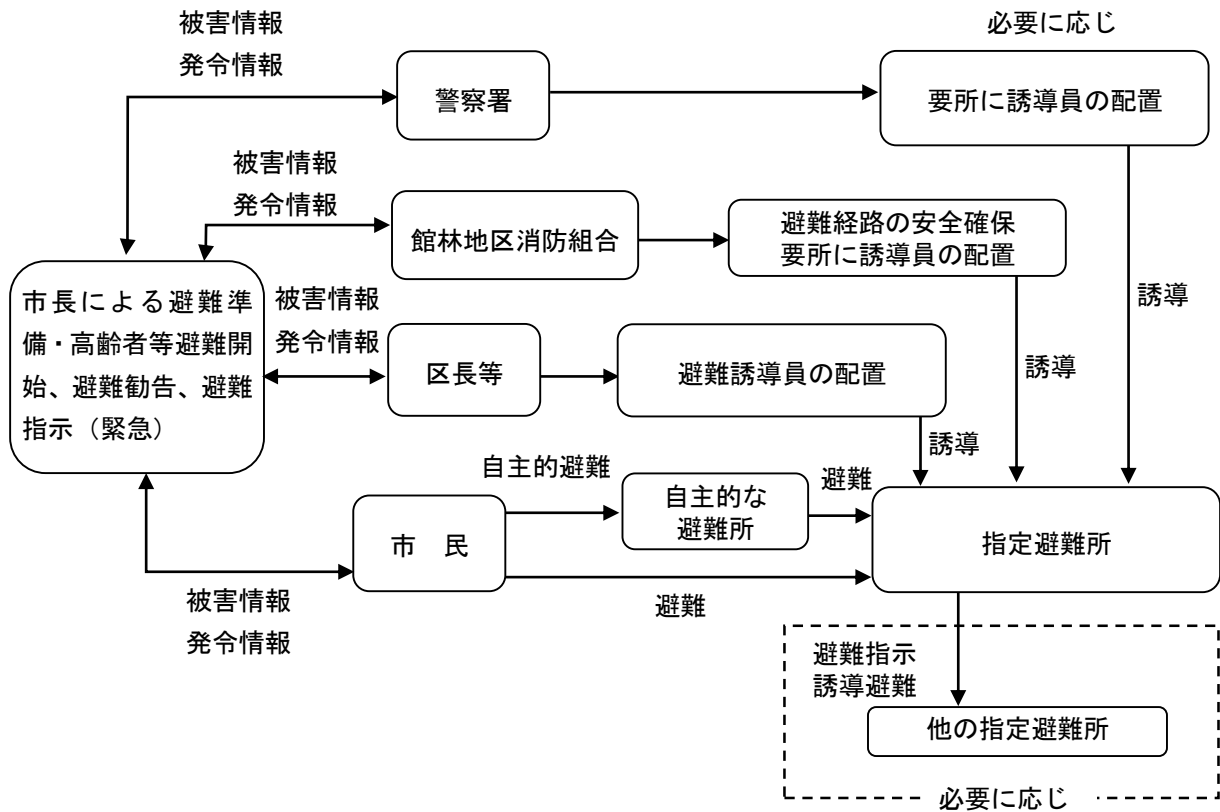 被害情報
発令情報
必要に応じ
警察署
要所に誘導員の配置
被害情報
発令情報
館林地区消防組合
避難経路の安全確保
要所に誘導員の配置
誘導
市長による避難準
備・高齢者等避難開
始、避難勧告、避難
指示（緊急）
被害情報
発令情報
区長等
避難誘導員の配置
誘導
誘導
自主的避難
自主的な
避難所
避難
市　民
指定避難所
避難
被害情報
発令情報
避難指示
誘導避難
他の指定避難所
必要に応じ